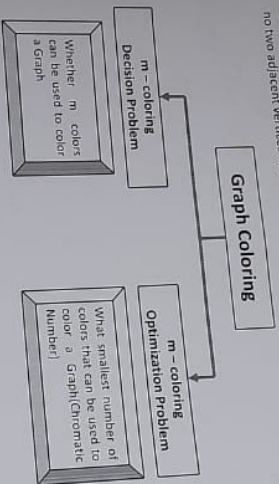 no two adjacent
Graph Coloring
m – coloring
Decision Problem
Whether m colors
can be used to color
a Graph
m – coloring
Optimization Problem
What smallest number of
colors that can be used to
color a Graph(Chromatic
Number)